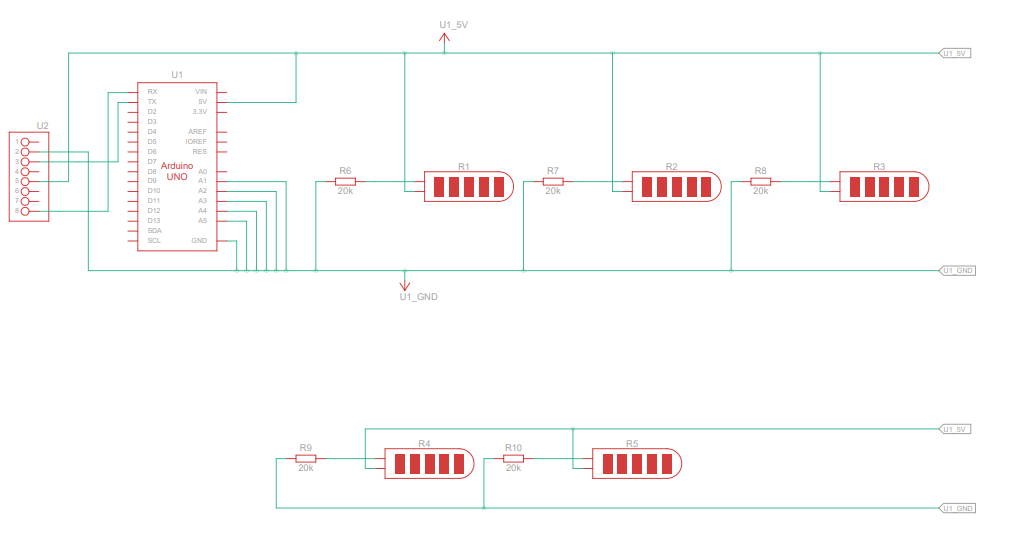 U1_5V
U1_5V
U1
RX VIN
TX 5V
D2 3.3V
D3
D4 AREF
D5 IOREF
D6 RES
D7
D8 A0
D9 A1
D10 A2
D11 A3
D12 A4
D13 A5
SDA
SCL GND
Arduino
UNO
U2
1
2
3
4
5
6
7
8
R6
20k
R1
R7
20k
R2
R8
20k
R3
U1_GND
U1_GND
U1_5V
R9
20k
R4
R10
20k
R5
U1_GND